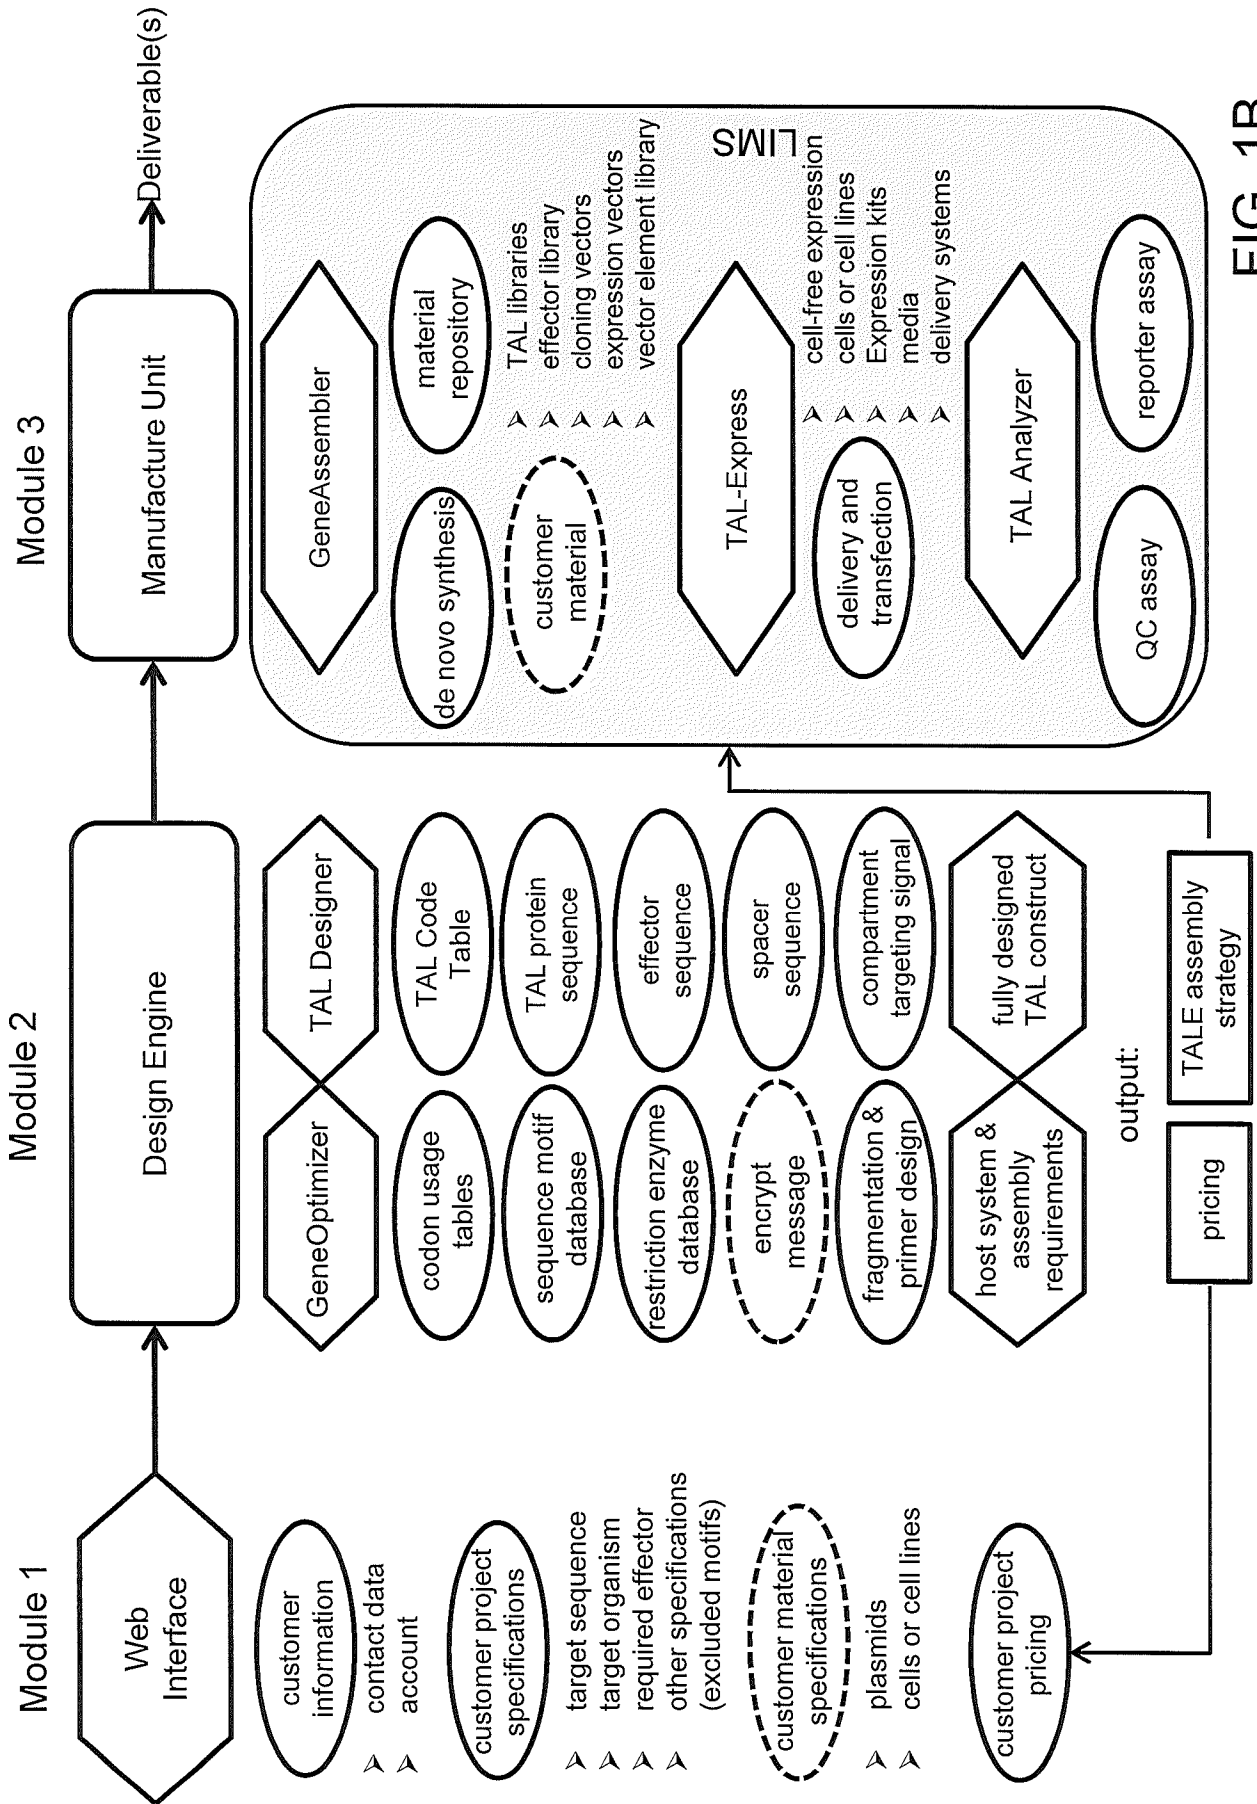 Module 1
Web
Interface
customer
information
contact data
account
customer project
specifications
target sequence
target organism
required effector
other specifications
(excluded motifs)
customer material
specifications
plasmids
cells or cell lines
customer project
pricing
Module 2
Design Engine
GeneOptimizer
TAL Designer
codon usage
tables
TAL Code
Table
sequence motif
database
TAL protein
sequence
restriction enzyme
database
effector
sequence
encrypt
message
spacer
sequence
fragmentation &
primer design
compartment
targeting signal
host system &
assembly
requirements
fully designed
TAL construct
output:
pricing
TALE assembly
strategy
Module 3
Manufacture Unit
Deliverable(s)
GeneAssembler
de novo synthesis
material
repository
customer
material
TAL libraries
effector library
cloning vectors
expression vectors
vector element library
TAL-Express
LIMS
delivery and
transfection
cell-free expression
cells or cell lines
Expression kits
media
delivery systems
TAL Analyzer
QC assay
reporter assay
FIG. 1B